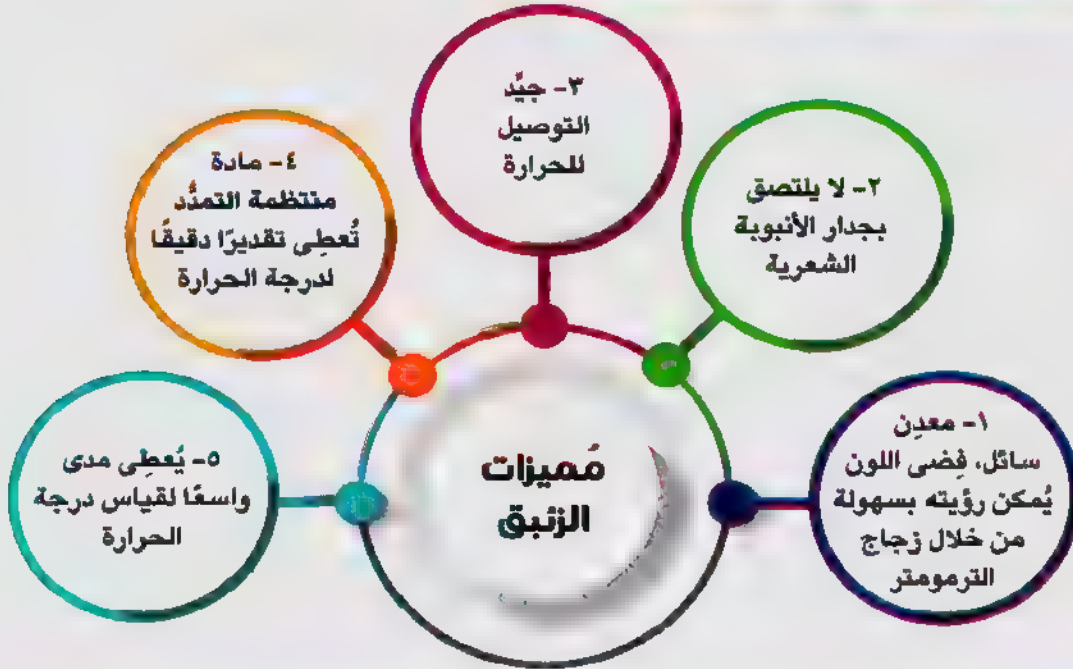 مُميزات
الزئبق
١- معدِن
سائل، فِضى اللون
يُمكن رؤيته بسهولة
من خلال زجاج
الترمومتر
٢- لا يلتصق
بجدار الأنبوبة
الشعرية
٣- جيِّد
التوصيل
للحرارة
٤- مادة
منتظمة التمدُّد
تُعطِى تقديرًا دقيقًا
لدرجة الحرارة
٥- يُعطِى مدى
واسعًا لقياس درجة
الحرارة